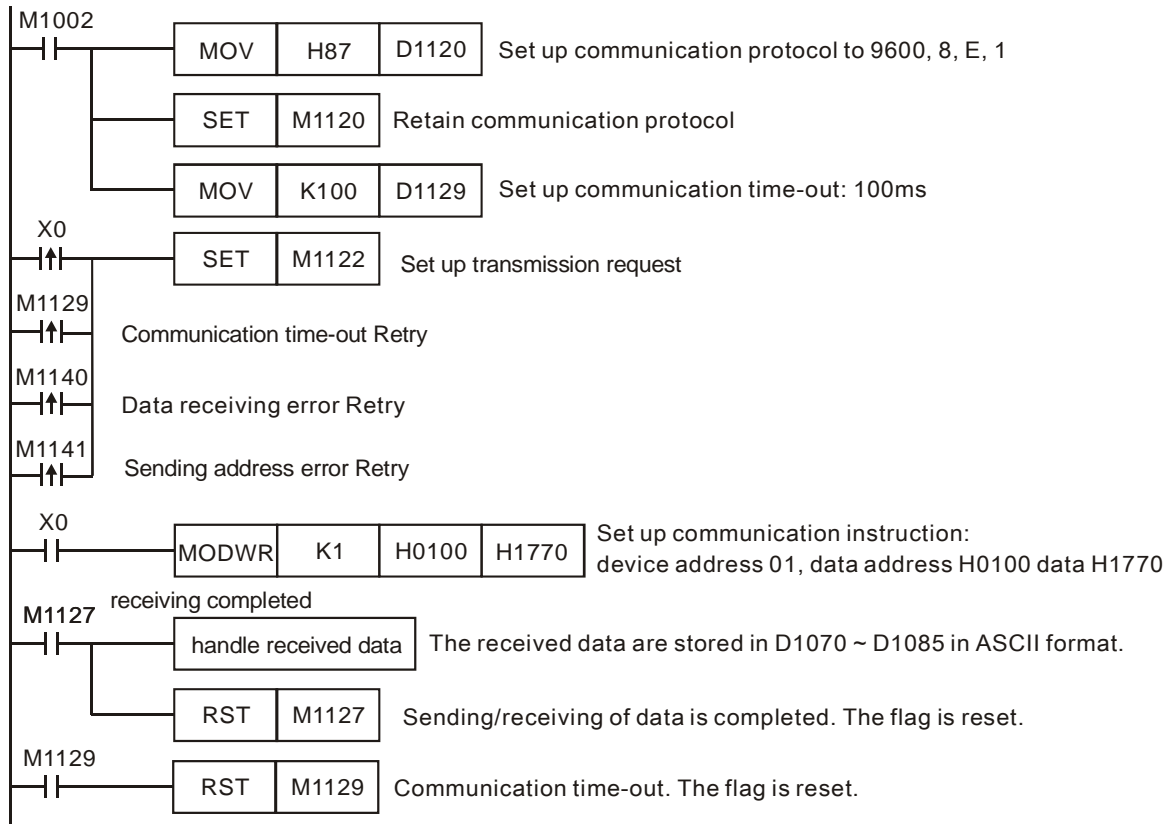 M1002
MOV H87 D1120 Set up communication protocol to 9600, 8, E, 1
SET M1120 Retain communication protocol
MOV K100 D1129 Set up communication time-out: 100ms
X0
SET M1122 Set up transmission request
M1129
Communication time-out Retry
M1140
Data receiving error Retry
M1141
Sending address error Retry
X0
MODWR K1 H0100 H1770 Set up communication instruction:
device address 01, data address H0100 data H1770
receiving completed
M1127
handle received data The received data are stored in D1070 ~ D1085 in ASCII format.
RST M1127 Sending/receiving of data is completed. The flag is reset.
M1129
RST M1129 Communication time-out. The flag is reset.